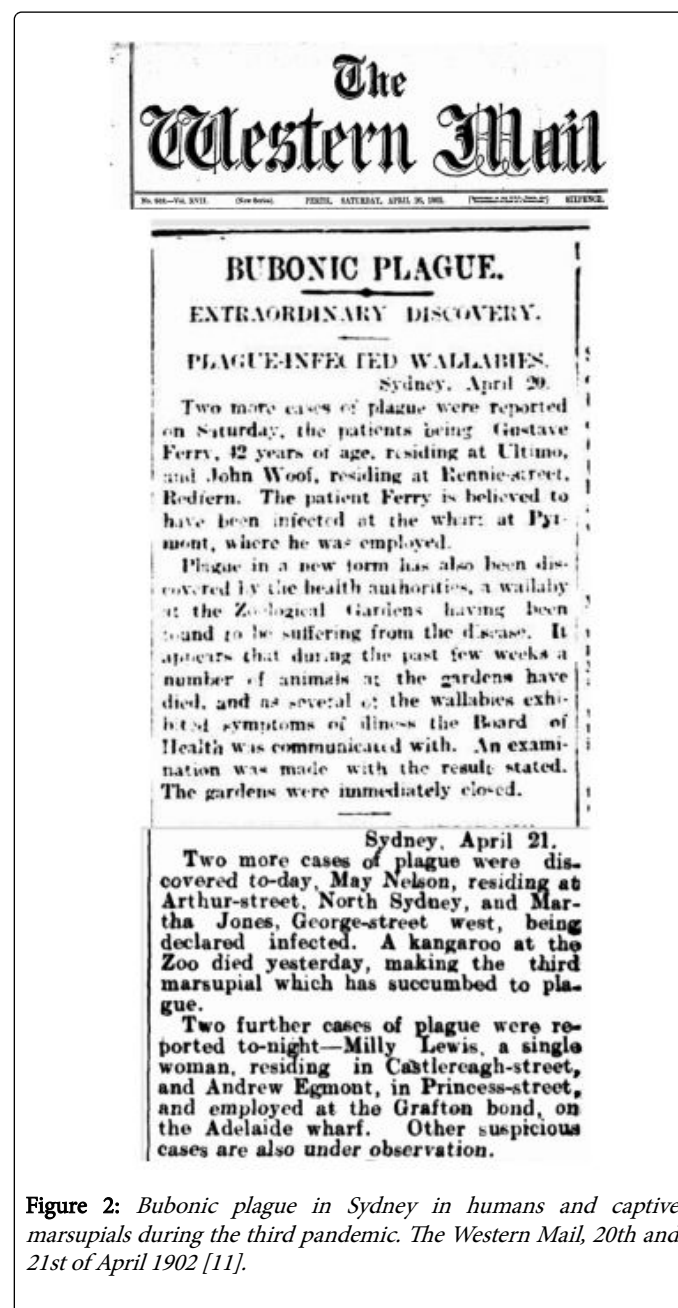 The
Western Mail
(New Series). PERTH, SATURDAY, APRIL 26, 1902. SIXPENCE.
BUBONIC PLAGUE.
EXTRAORDINARY DISCOVERY.
PLAGUE-INFECTED WALLABIES.
Sydney, April 20.
Two more cases of plague were reported
on Saturday, the patients being Gustave
Ferry, 42 years of age, residing at Ultimo,
and John Woof, residing at Rennie-street,
Redfern. The patient Ferry is believed to
have been infected at the wharf at Pyr-
mont, where he was employed.
Plague in a new form has also been dis-
covered by the health authorities, a wallaby
at the Zoological Gardens having been
found to be suffering from the disease. It
appears that during the past few weeks a
number of animals at the gardens have
died, and as several of the wallabies exhi-
bited symptoms of illness the Board of
Health was communicated with. An exami-
nation was made with the result stated.
The gardens were immediately closed.
Sydney, April 21.
Two more cases of plague were dis-
covered to-day, May Nelson, residing at
Arthur-street, North Sydney, and Mar-
tha Jones, George-street west, being
declared infected. A kangaroo at the
Zoo died yesterday, making the third
marsupial which has succumbed to pla-
gue.
Two further cases of plague were re-
ported to-night—Milly Lewis, a single
woman, residing in Castlereagh-street,
and Andrew Egmont, in Princess-street,
and employed at the Grafton bond, on
the Adelaide wharf. Other suspicious
cases are also under observation.
Figure 2: Bubonic plague in Sydney in humans and captive
marsupials during the third pandemic. The Western Mail, 20th and
21st of April 1902 [11].